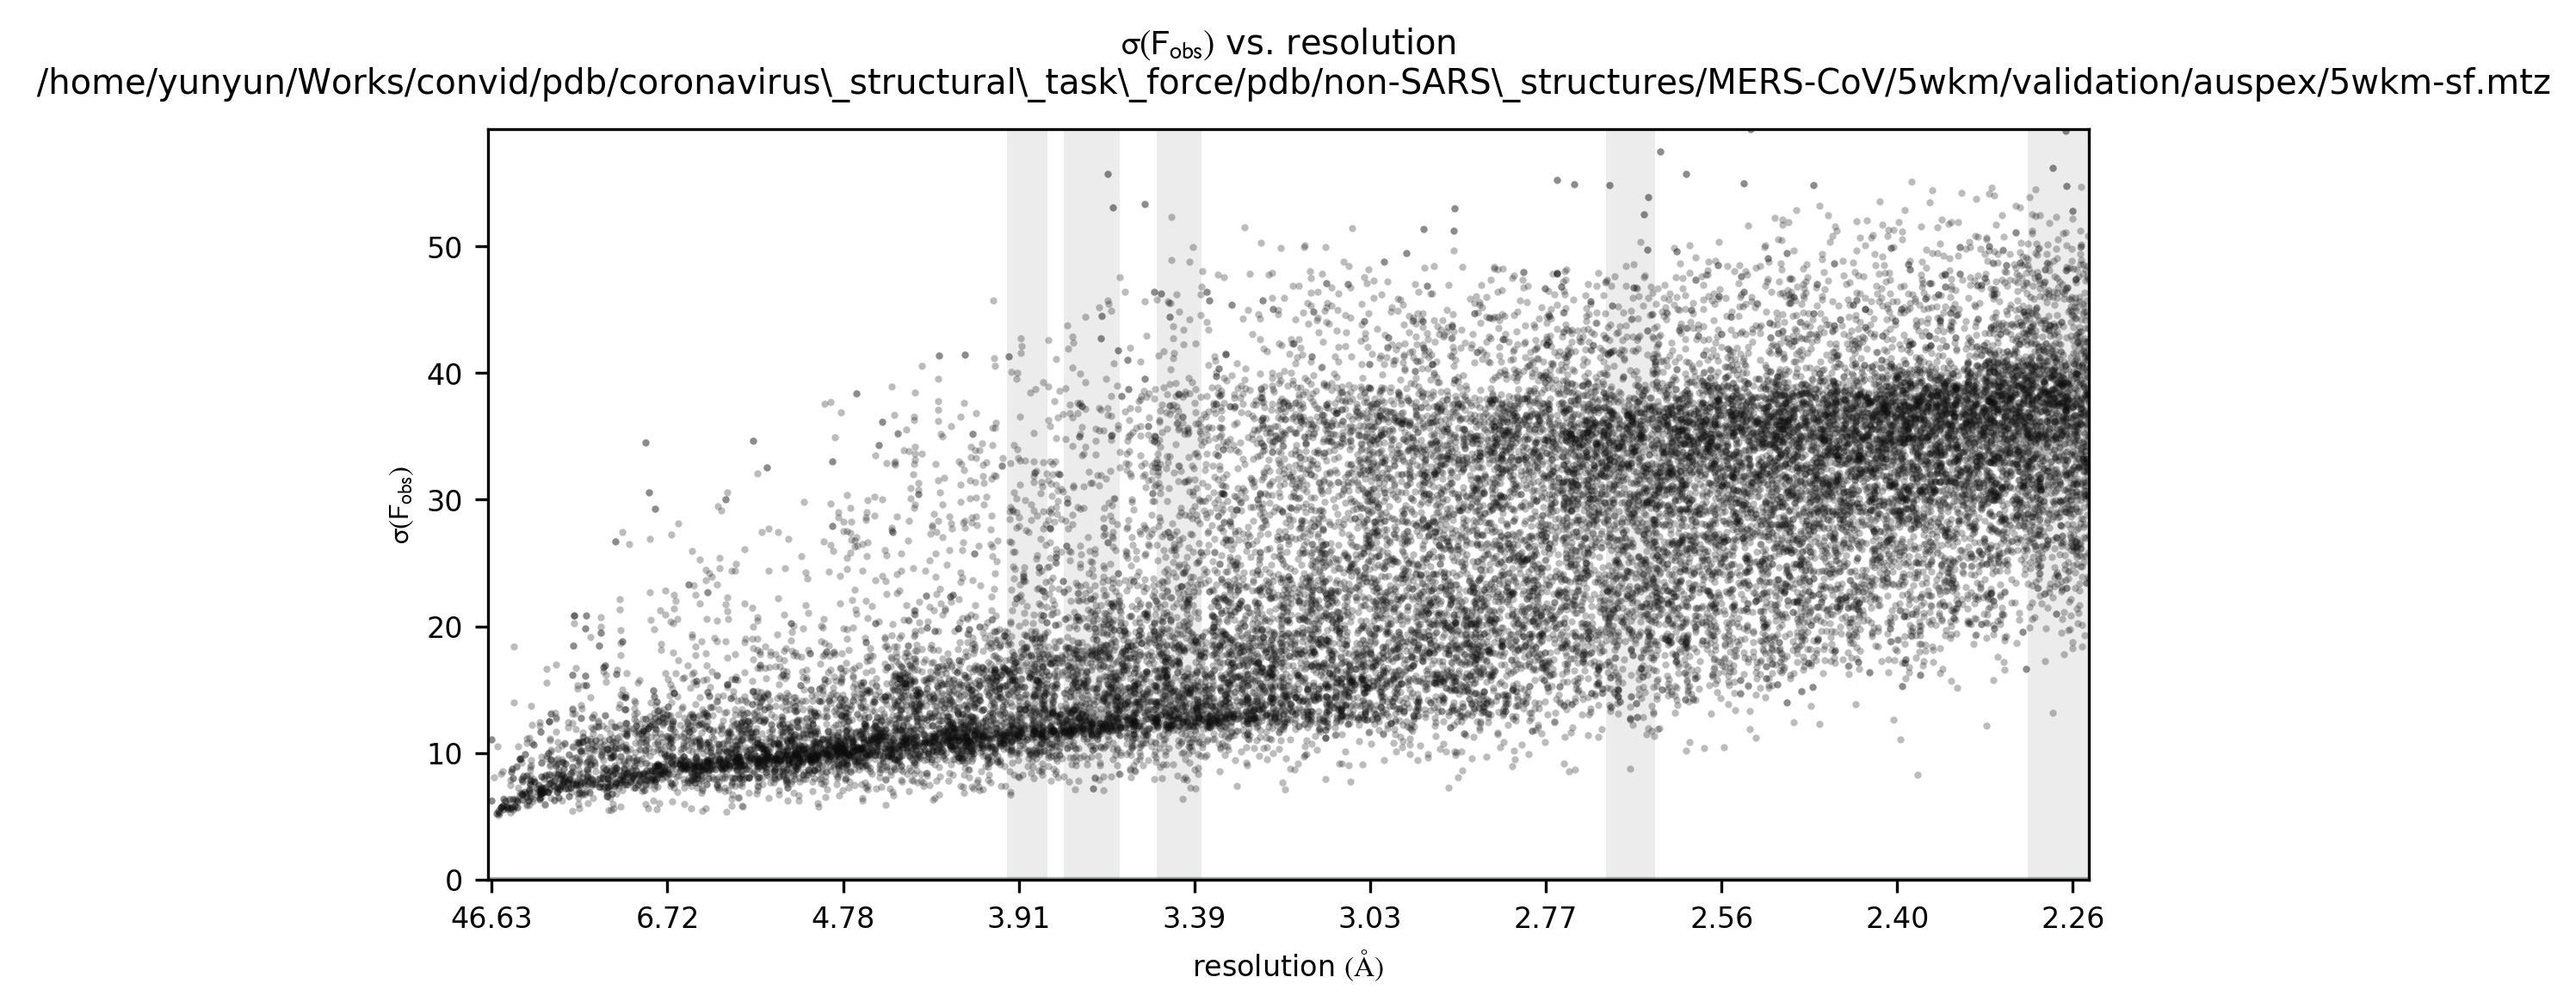 σ(Fobs) vs. resolution
/home/yunyun/Works/convid/pdb/coronavirus\_structural\_task\_force/pdb/non-SARS\_structures/MERS-CoV/5wkm/validation/auspex/5wkm-sf.mtz
50
40
30
20
10
0
σ(Fobs)
46.63 6.72 4.78 3.91 3.39 3.03 2.77 2.56 2.40 2.26
resolution (Å)